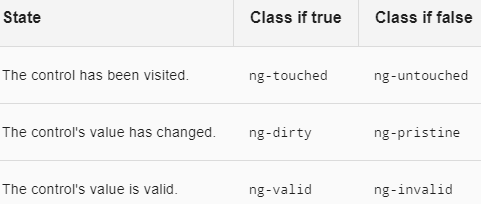 State Class if true Class if false
The control has been visited. ng-touched ng-untouched
The control's value has changed. ng-dirty ng-pristine
The control's value is valid. ng-valid ng-invalid